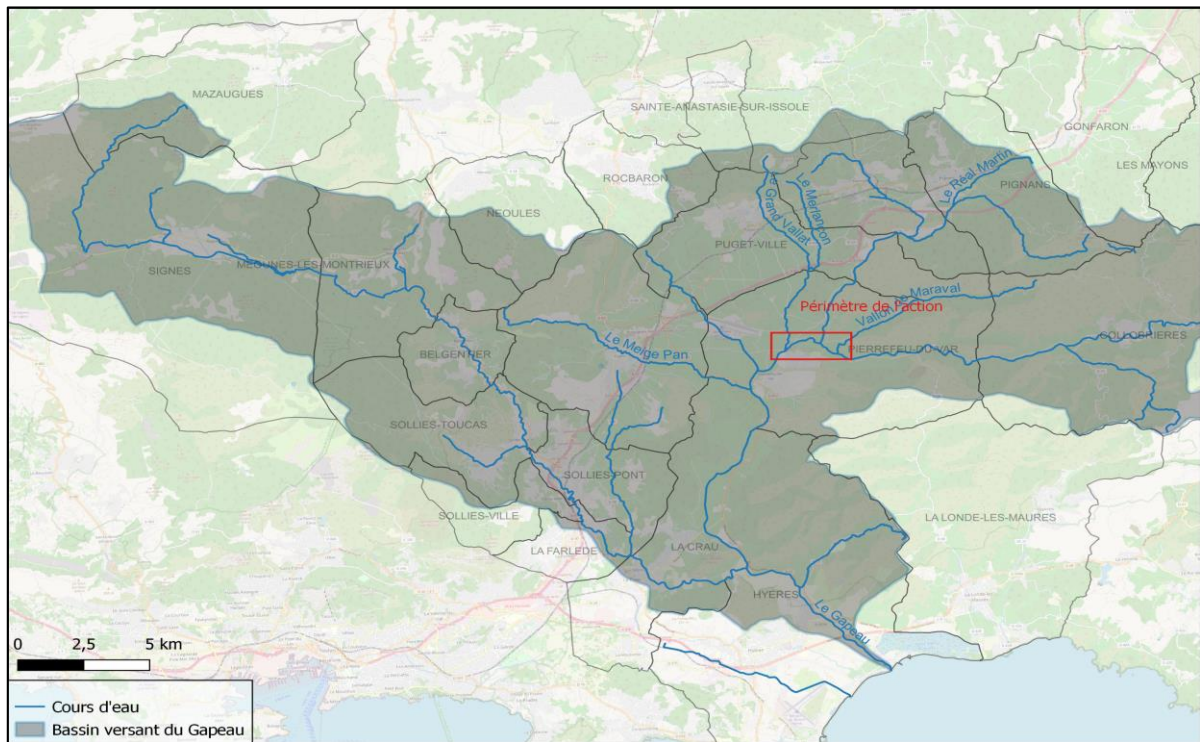 MAZAUGUES
SAINTE-ANASTASIE-SUR-ISSOLE
GONFARON
LES MAYONS
ROCBARON
Le Réal Martin
PIGNANS
Le Merlançon
Le Grand Vallat
NEOULES
PUGET-VILLE
SIGNES
MEOUNES-LES-MONTRIEUX
Vallon le Maraval
Périmètre de l'action
COLLOBRIERES
Le Meige Pan
PIERREFEU-DU-VAR
BELGENTIER
SOLLIES-TOUCAS
SOLLIES-PONT
SOLLIES-VILLE
LA LONDE-LES-MAURES
LA FARLEDE
LA CRAU
HYERES
Le Gapeau
0 2,5 5 km
Cours d'eau
Bassin versant du Gapeau